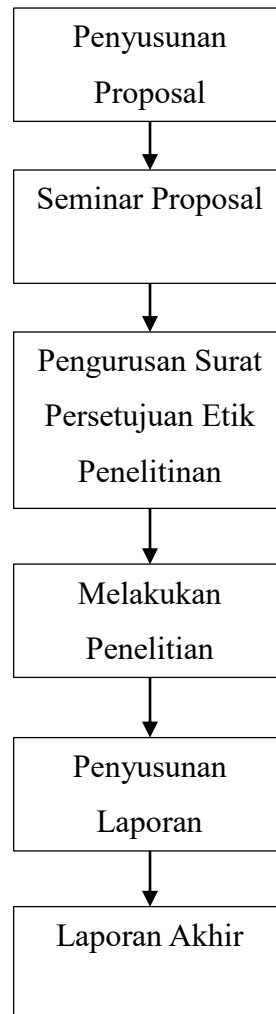 Penyusunan
Proposal
Seminar Proposal
Pengurusan Surat
Persetujuan Etik
Penelitinan
Melakukan
Penelitian
Penyusunan
Laporan
Laporan Akhir